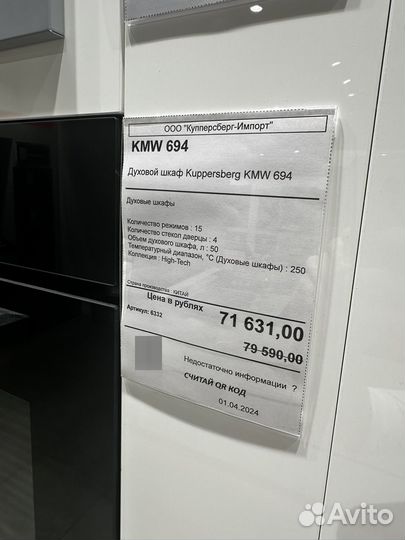 ООО "Купперсберг-Импорт"
KMW 694
Духовой шкаф Kuppersberg KMW 694
Духовые шкафы
Количество режимов : 15
Количество стекол дверцы : 4
Объем духового шкафа, л : 50
Температурный диапазон, °С (Духовые шкафы) : 250
Коллекция : High-Tech
Страна производства КИТАЙ
Цена в рублях
71 631,00
Артикул: 6332
79 590,00
Недостаточно информации ?
СЧИТАЙ QR КОД
01.04.2024
Avito